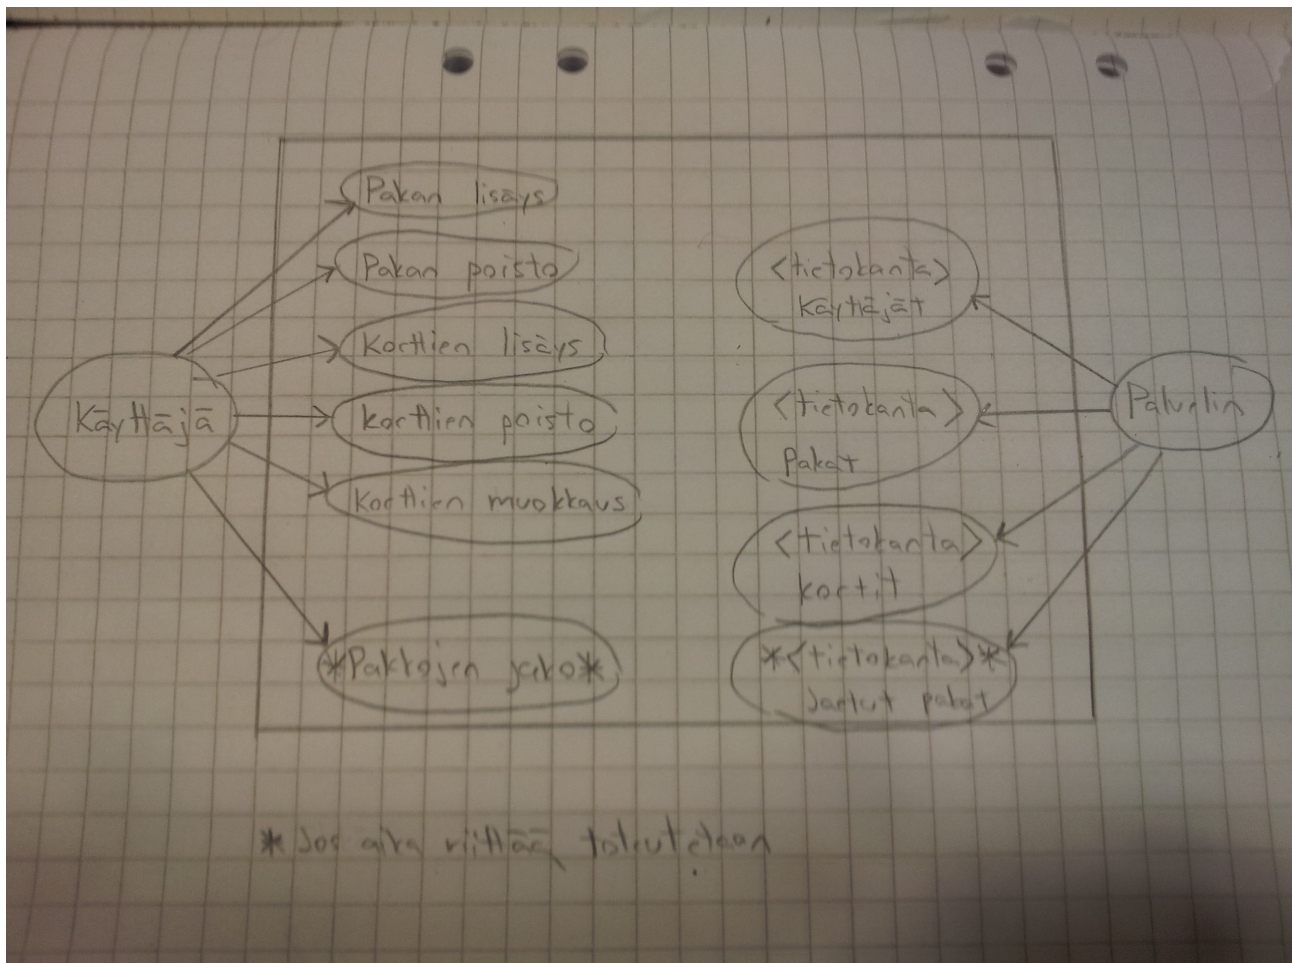 Pakan lisäys
Pakan poisto
Korttien lisäys
Korttien poisto
Korttien muokkaus
*Pakkojen jako*
Käyttäjä
<tietokanta>
Käyttäjät
<tietokanta>
Pakat
<tietokanta>
kortit
*<tietokanta>*
Jaetut pakat
Palvelin
*Jos aika riittää toteutetaan